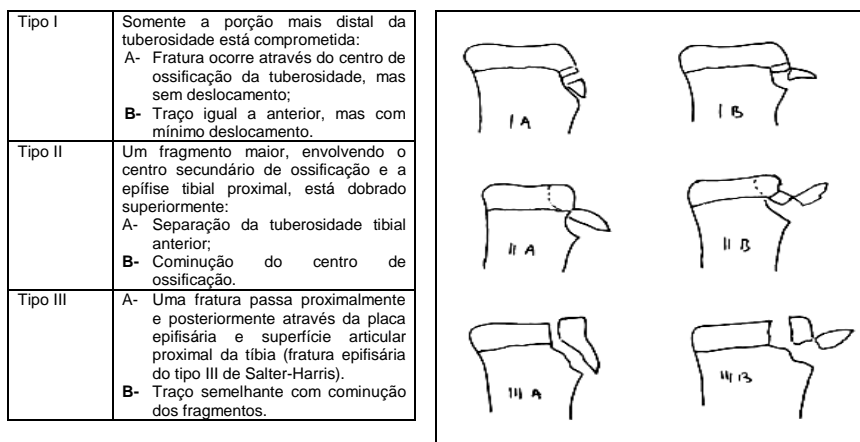 Tipo I
Somente a porção mais distal da
tuberosidade está comprometida:
A- Fratura ocorre através do centro de
ossificação da tuberosidade, mas
sem deslocamento;
B- Traço igual a anterior, mas com
mínimo deslocamento.
Tipo II
Um fragmento maior, envolvendo o
centro secundário de ossificação e a
epífise tibial proximal, está dobrado
superiormente:
A- Separação da tuberosidade tibial
anterior;
B- Cominução do centro de
ossificação.
Tipo III
A- Uma fratura passa proximalmente
e posteriormente através da placa
epifisária e superfície articular
proximal da tíbia (fratura epifisária
do tipo III de Salter-Harris).
B- Traço semelhante com cominução
dos fragmentos.
I A
I B
II A
II B
III A
III B